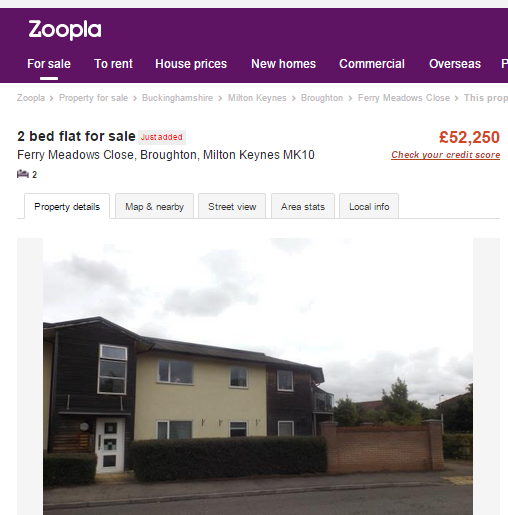 Zoopla
For sale To rent House prices New homes Commercial Overseas P
Zoopla > Property for sale > Buckinghamshire > Milton Keynes > Broughton > Ferry Meadows Close > This prop
2 bed flat for sale Just added £52,250
Ferry Meadows Close, Broughton, Milton Keynes MK10 Check your credit score
2
Property details Map & nearby Street view Area stats Local info